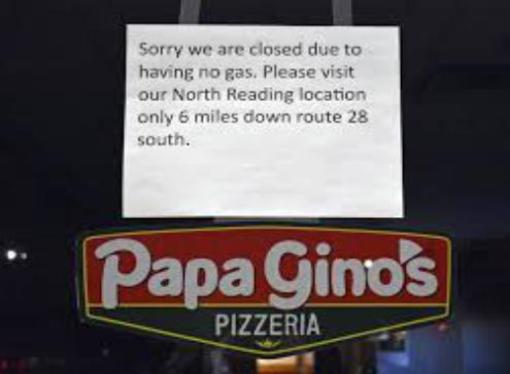 Sorry we are closed due to
having no gas. Please visit
our North Reading location
only 6 miles down route 28
south.
Papa Gino's
PIZZERIA